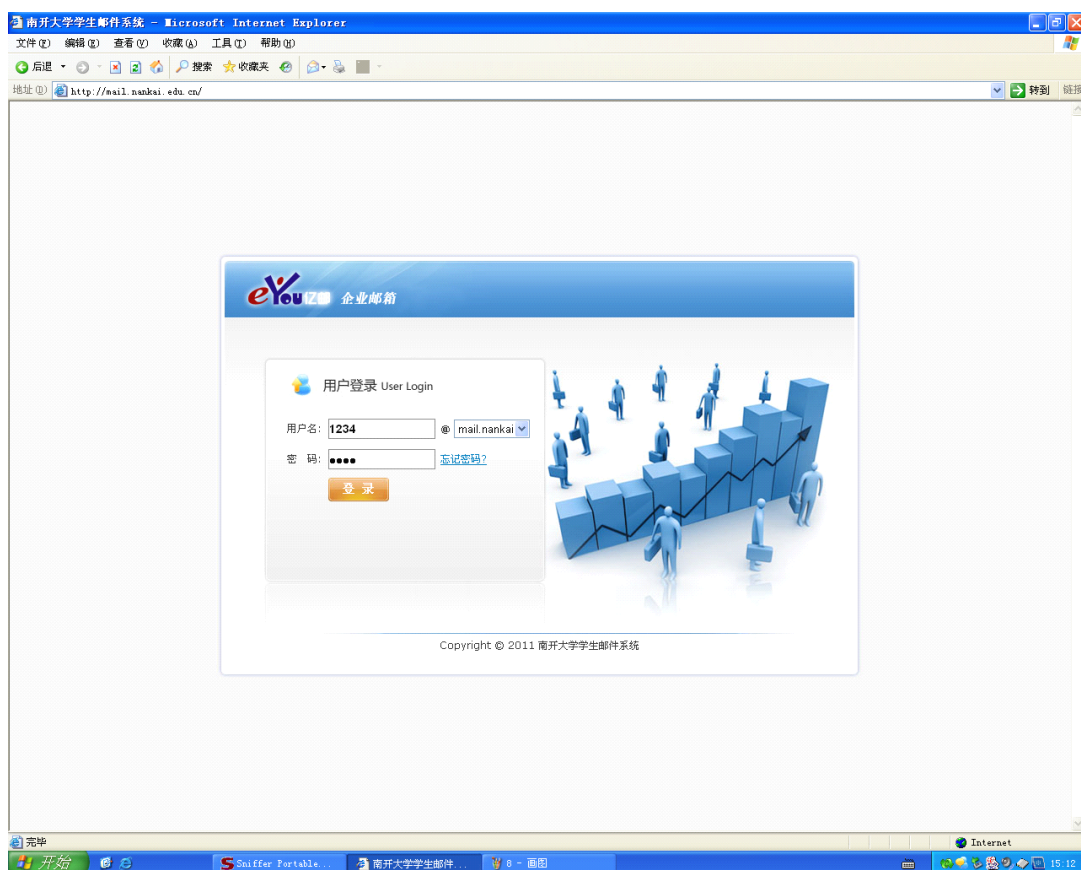 南开大学学生邮件系统 - Microsoft Internet Explorer
文件(F) 编辑(E) 查看(V) 收藏(A) 工具(T) 帮助(H)
后退 搜索 收藏夹
地址(D) http://mail.nankai.edu.cn/ 转到 链接
eYou 亿邮 企业邮箱
用户登录 User Login
用户名: 1234 @ mail.nankai
密 码: 忘记密码?
登 录
Copyright © 2011 南开大学学生邮件系统
完毕 Internet
开始 Sniffer Portable... 南开大学学生邮件... 8 - 画图 15:12